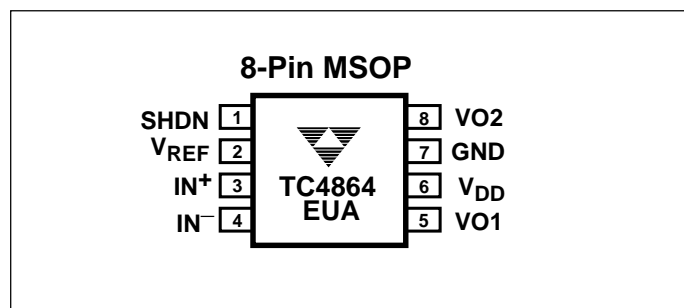 8-Pin MSOP
SHDN 1 8 VO2
VREF 2 7 GND
IN+ 3 TC4864 6 VDD
IN– 4 EUA 5 VO1